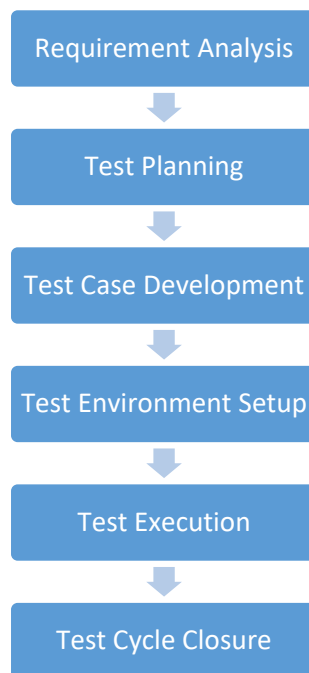 Requirement Analysis
Test Planning
Test Case Development
Test Environment Setup
Test Execution
Test Cycle Closure